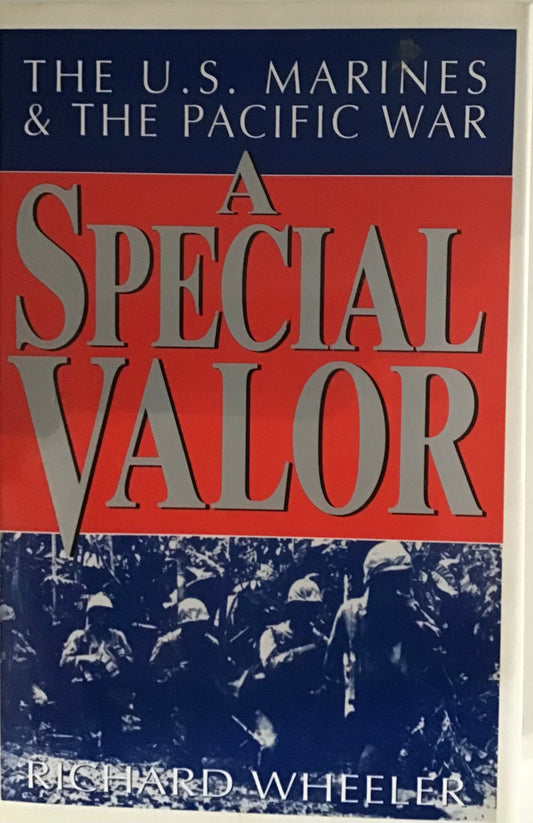 THE U.S. MARINES
& THE PACIFIC WAR
A
SPECIAL
VALOR
RICHARD WHEELER